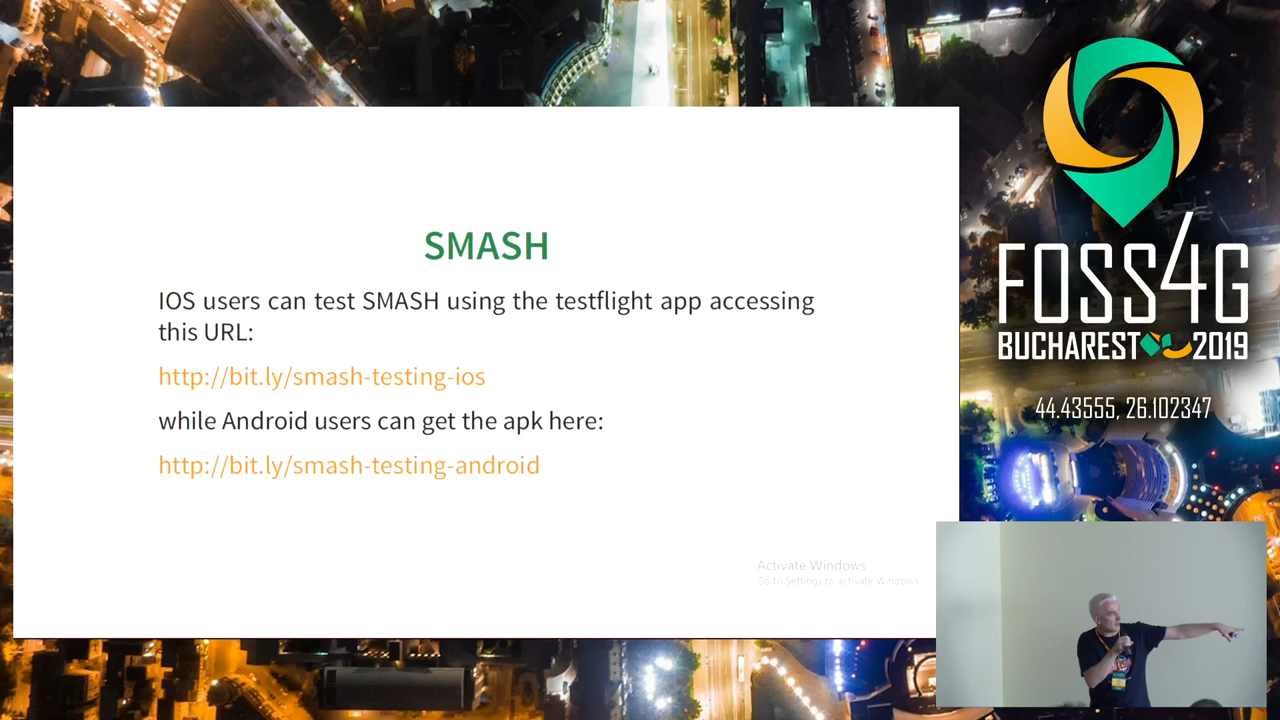 SMASH
IOS users can test SMASH using the testflight app accessing
this URL:
http://bit.ly/smash-testing-ios
while Android users can get the apk here:
http://bit.ly/smash-testing-android
Activate Windows
Go to Settings to activate Windows.
FOSS4G
BUCHAREST 2019
44.43555, 26.102347